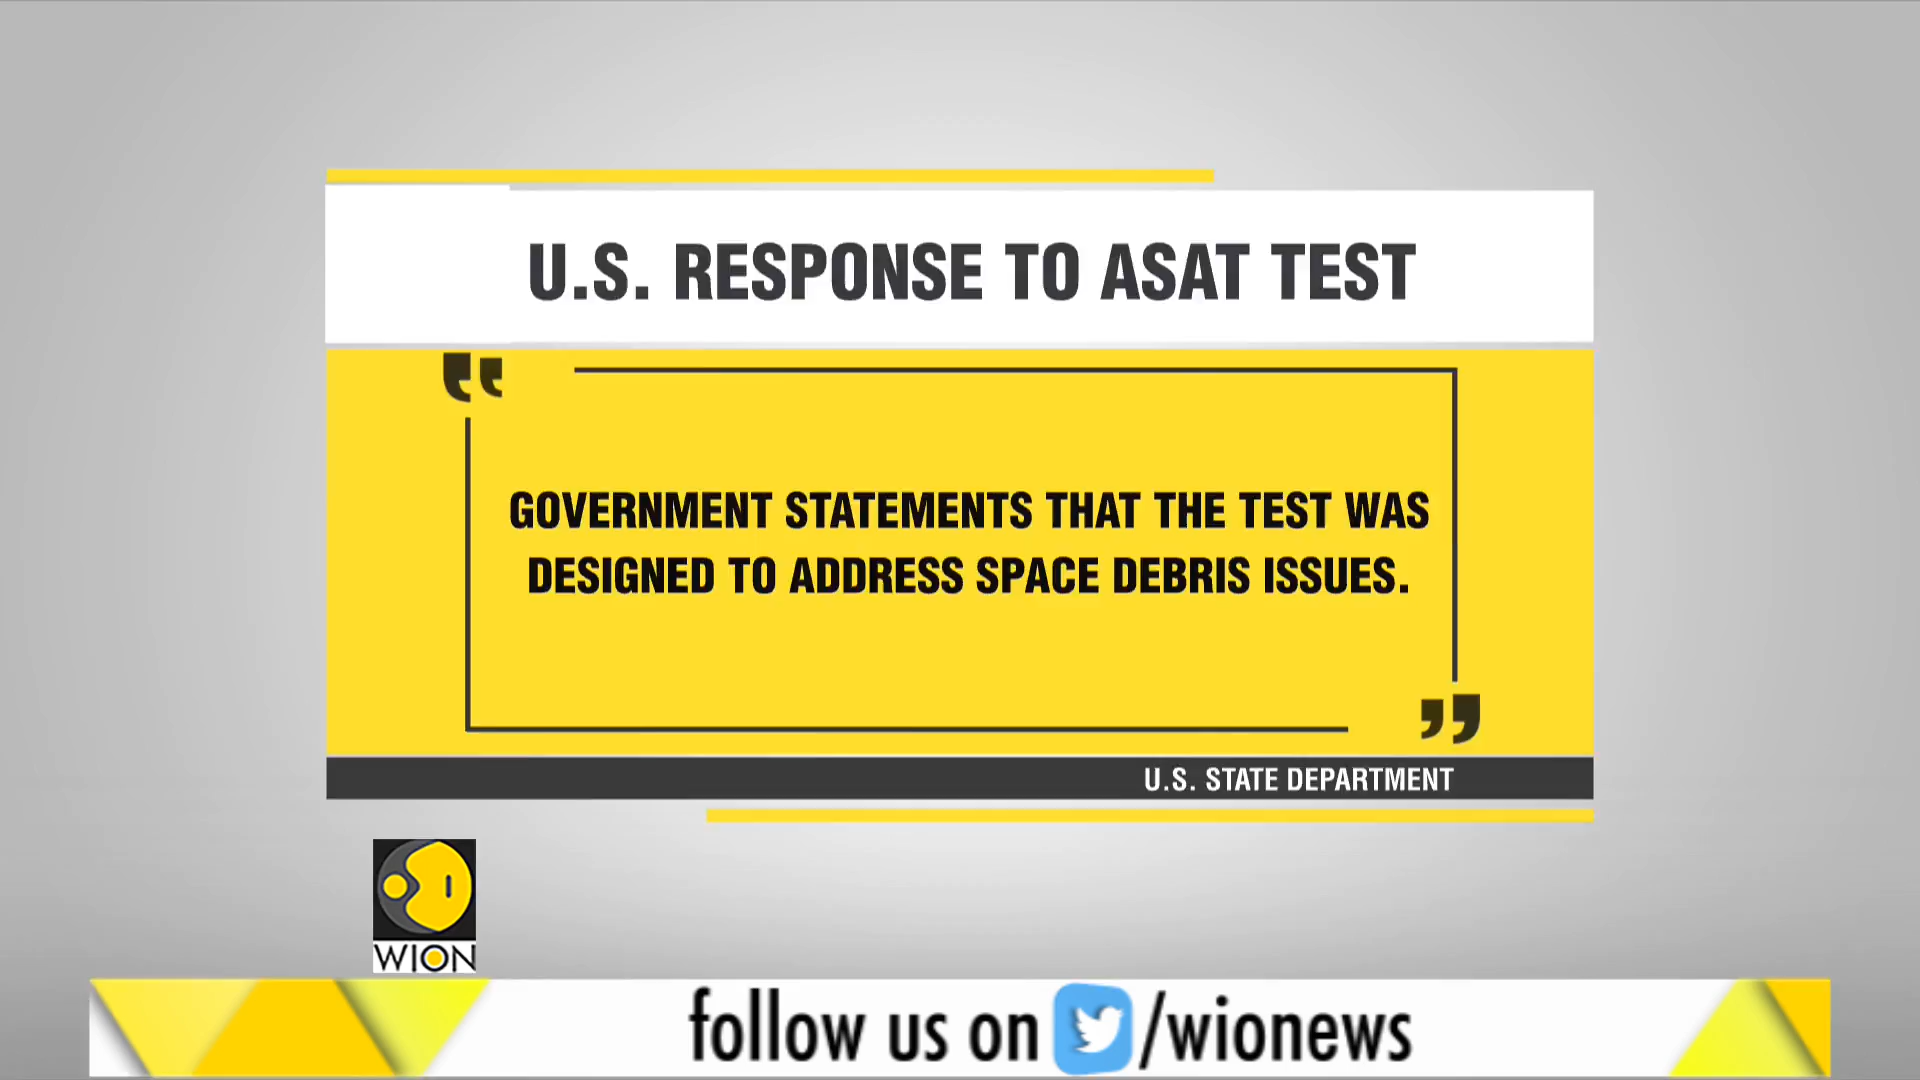 U.S. RESPONSE TO ASAT TEST
GOVERNMENT STATEMENTS THAT THE TEST WAS
DESIGNED TO ADDRESS SPACE DEBRIS ISSUES.
U.S. STATE DEPARTMENT
WION
follow us on /wionews